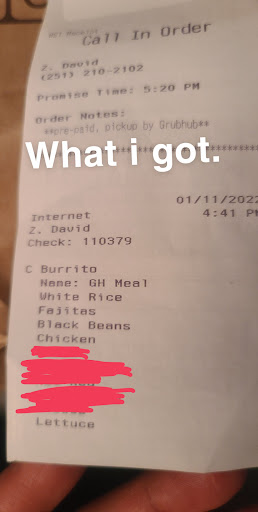 Call In Order
Z. David
(251) 210-2102
Promise Time: 5:20 PM
Order Notes:
**pre-paid, pickup by Grubhub**
What i got.
01/11/2022
Internet 4:41 PM
Z. David
Check: 110379
C Burrito
Name: GH Meal
White Rice
Fajitas
Black Beans
Chicken
Lettuce